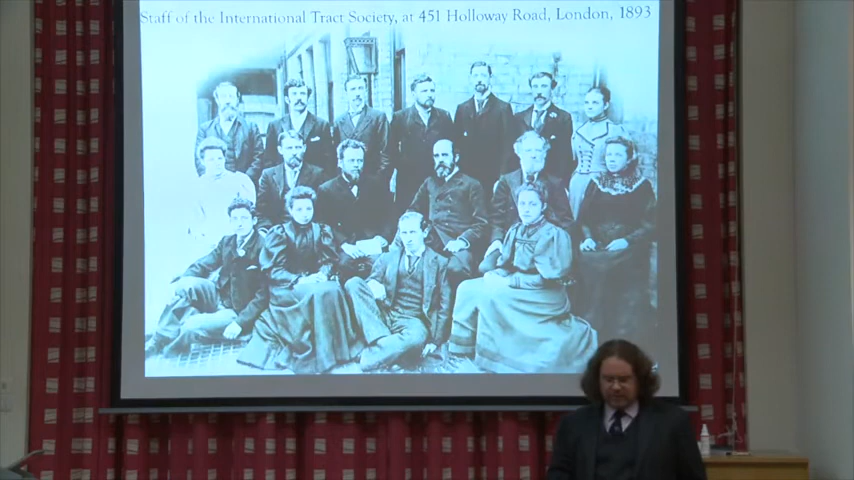 Staff of the International Tract Society, at 451 Holloway Road, London, 1893